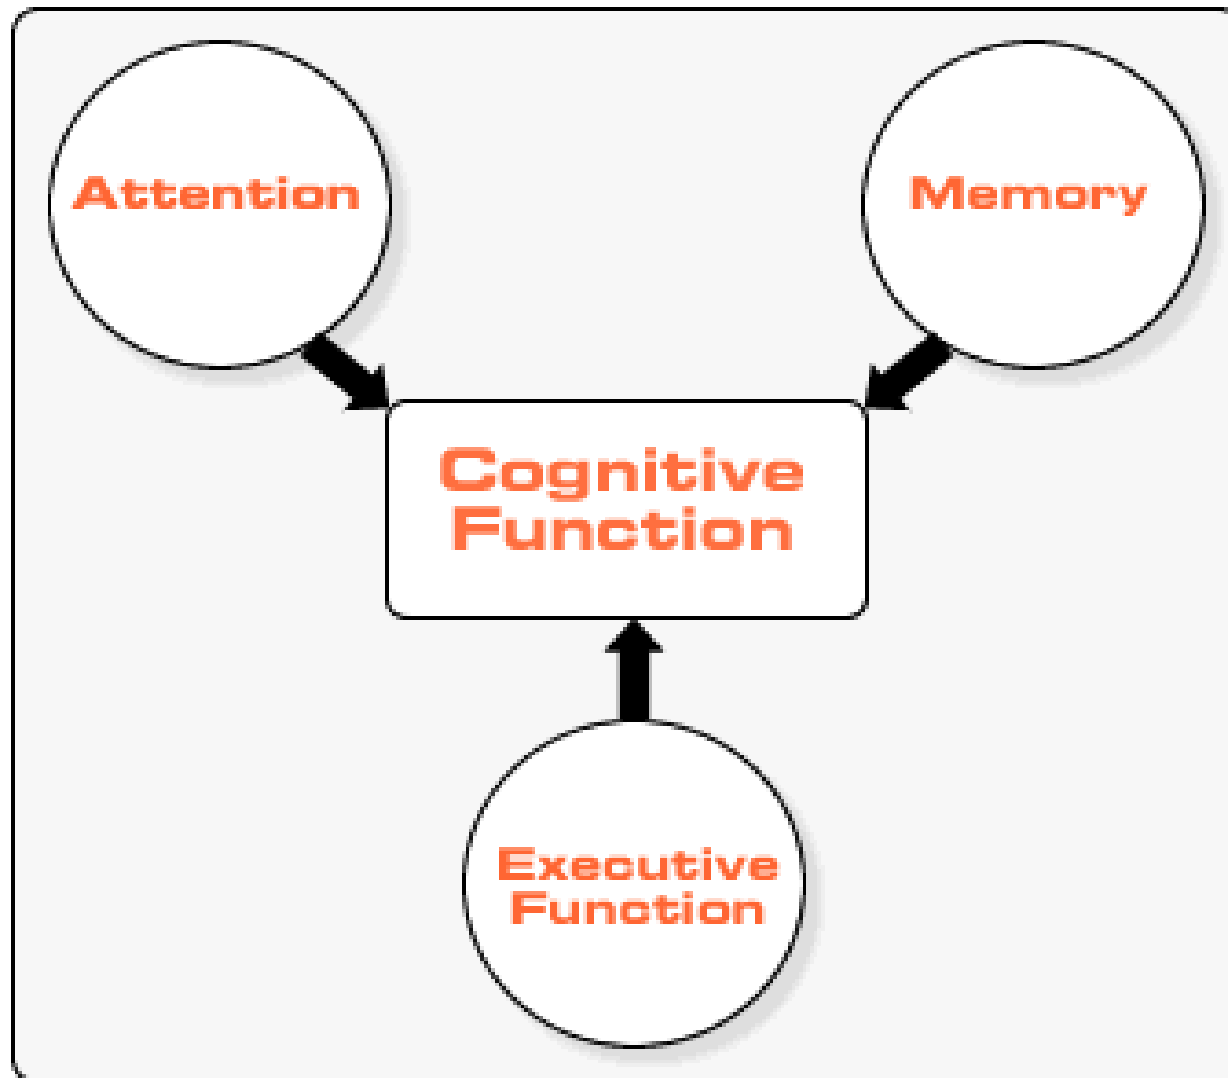 Attention
Memory
Cognitive
Function
Executive
Function